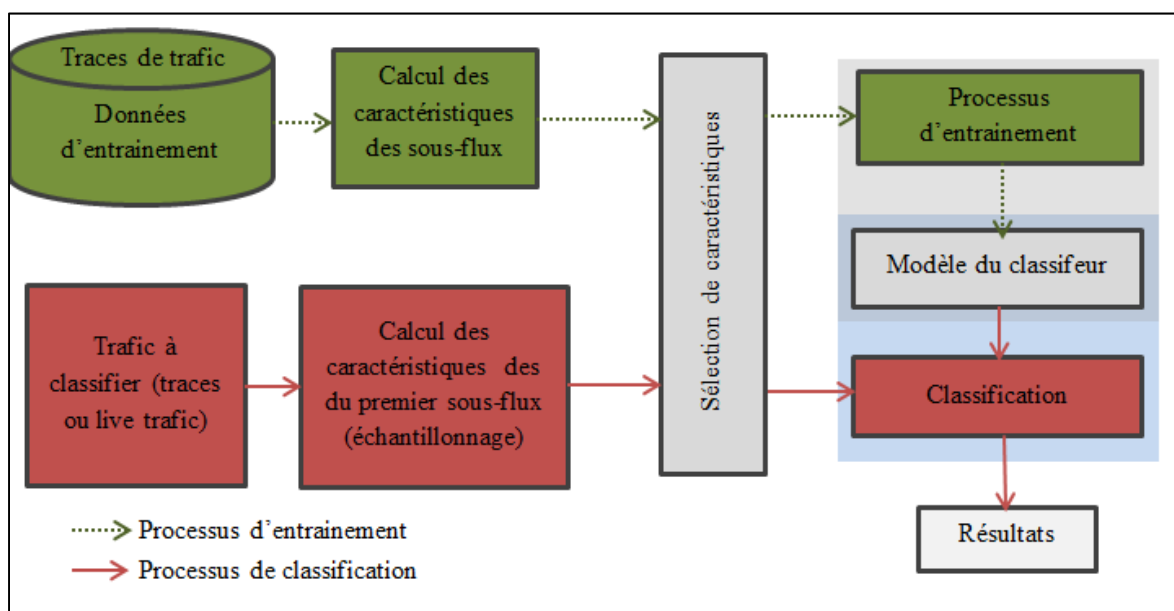 Traces de trafic
Données
d'entrainement
Calcul des
caractéristiques
des sous-flux
Sélection de caractéristiques
Processus
d'entrainement
Modèle du classifeur
Trafic à
classifier (traces
ou live trafic)
Calcul des
caractéristiques des
du premier sous-flux
(échantillonnage)
Classification
Résultats
Processus d'entrainement
Processus de classification